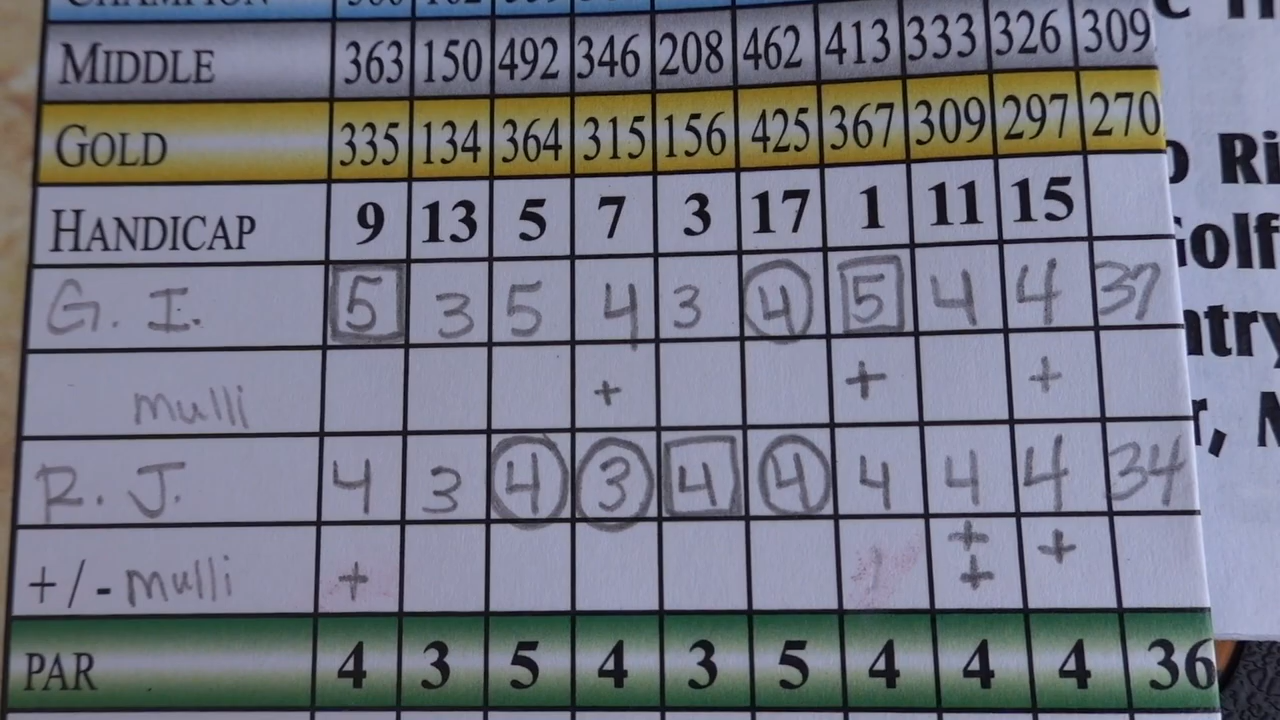 MIDDLE 363 150 492 346 208 462 413 333 326 309
GOLD 335 134 364 315 156 425 367 309 297 270
HANDICAP 9 13 5 7 3 17 1 11 15
G. I. 5 3 5 4 3 4 5 4 4 37
mulli + + +
R. J. 4 3 4 3 4 4 4 4 4 34
+/- mulli + + + +
PAR 4 3 5 4 3 5 4 4 4 36